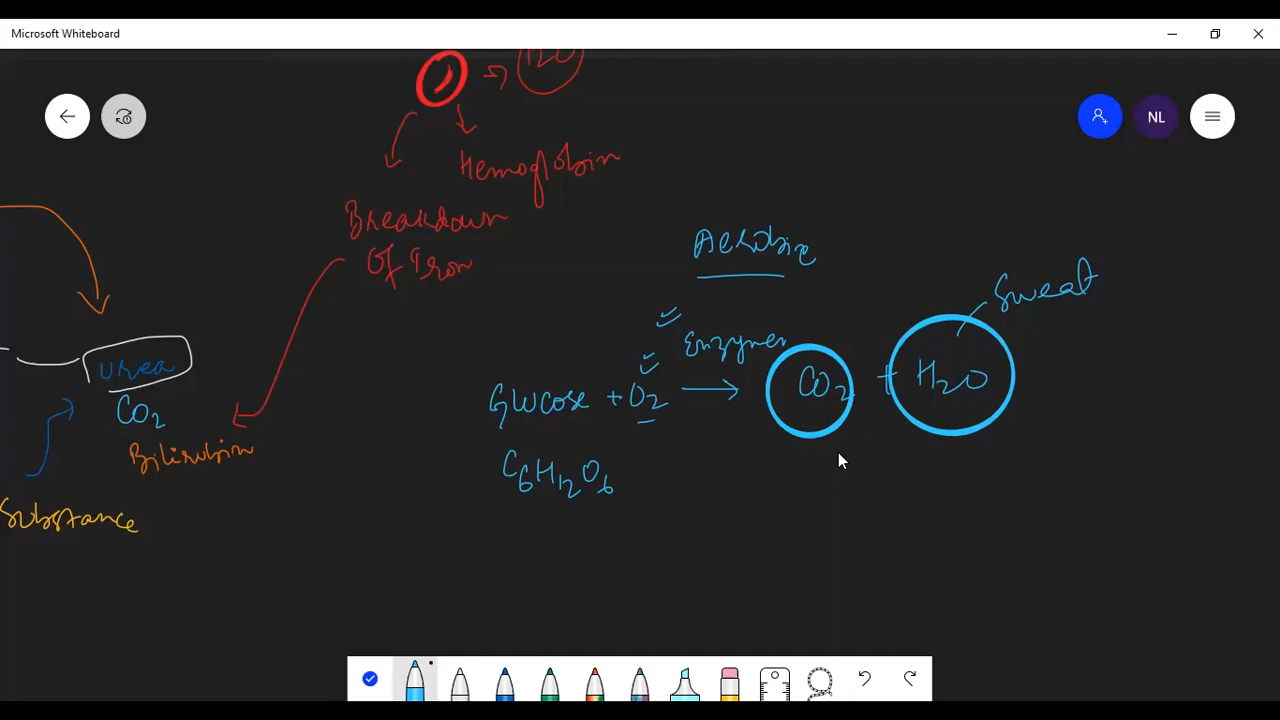 Microsoft Whiteboard
NL
H2O
Hemoglobin
Breakdown
Of Iron
Aerobic
Sweat
Enzymes
Glucose + O2 → CO2 + H2O
C6H12O6
urea
CO2
Bilirubin
Substance